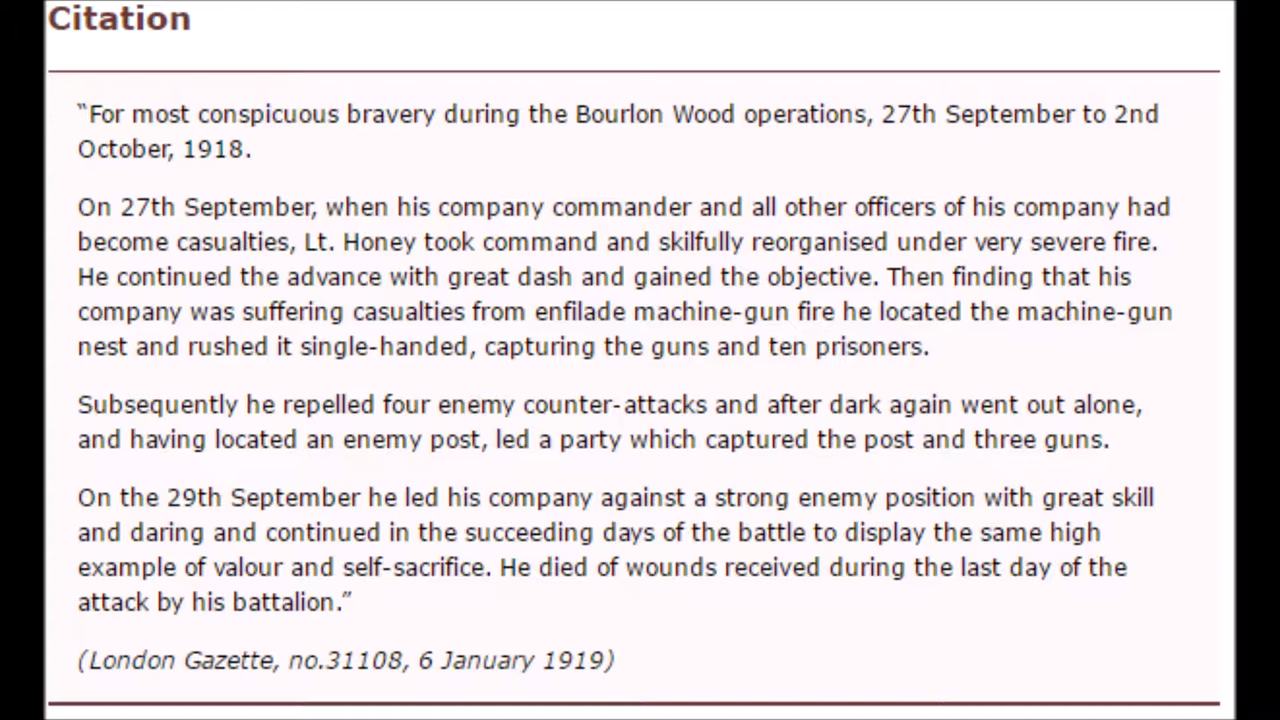 Citation
“For most conspicuous bravery during the Bourlon Wood operations, 27th September to 2nd
October, 1918.
On 27th September, when his company commander and all other officers of his company had
become casualties, Lt. Honey took command and skilfully reorganised under very severe fire.
He continued the advance with great dash and gained the objective. Then finding that his
company was suffering casualties from enfilade machine-gun fire he located the machine-gun
nest and rushed it single-handed, capturing the guns and ten prisoners.
Subsequently he repelled four enemy counter-attacks and after dark again went out alone,
and having located an enemy post, led a party which captured the post and three guns.
On the 29th September he led his company against a strong enemy position with great skill
and daring and continued in the succeeding days of the battle to display the same high
example of valour and self-sacrifice. He died of wounds received during the last day of the
attack by his battalion.”
(London Gazette, no.31108, 6 January 1919)